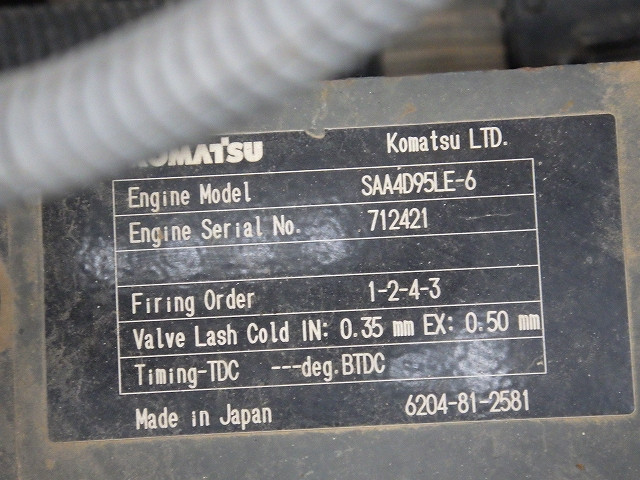 KOMATSU Komatsu LTD.
Engine Model SAA4D95LE-6
Engine Serial No. 712421
Firing Order 1-2-4-3
Valve Lash Cold IN: 0.35 mm EX: 0.50 mm
Timing-TDC ---deg.BTDC
Made in Japan 6204-81-2581